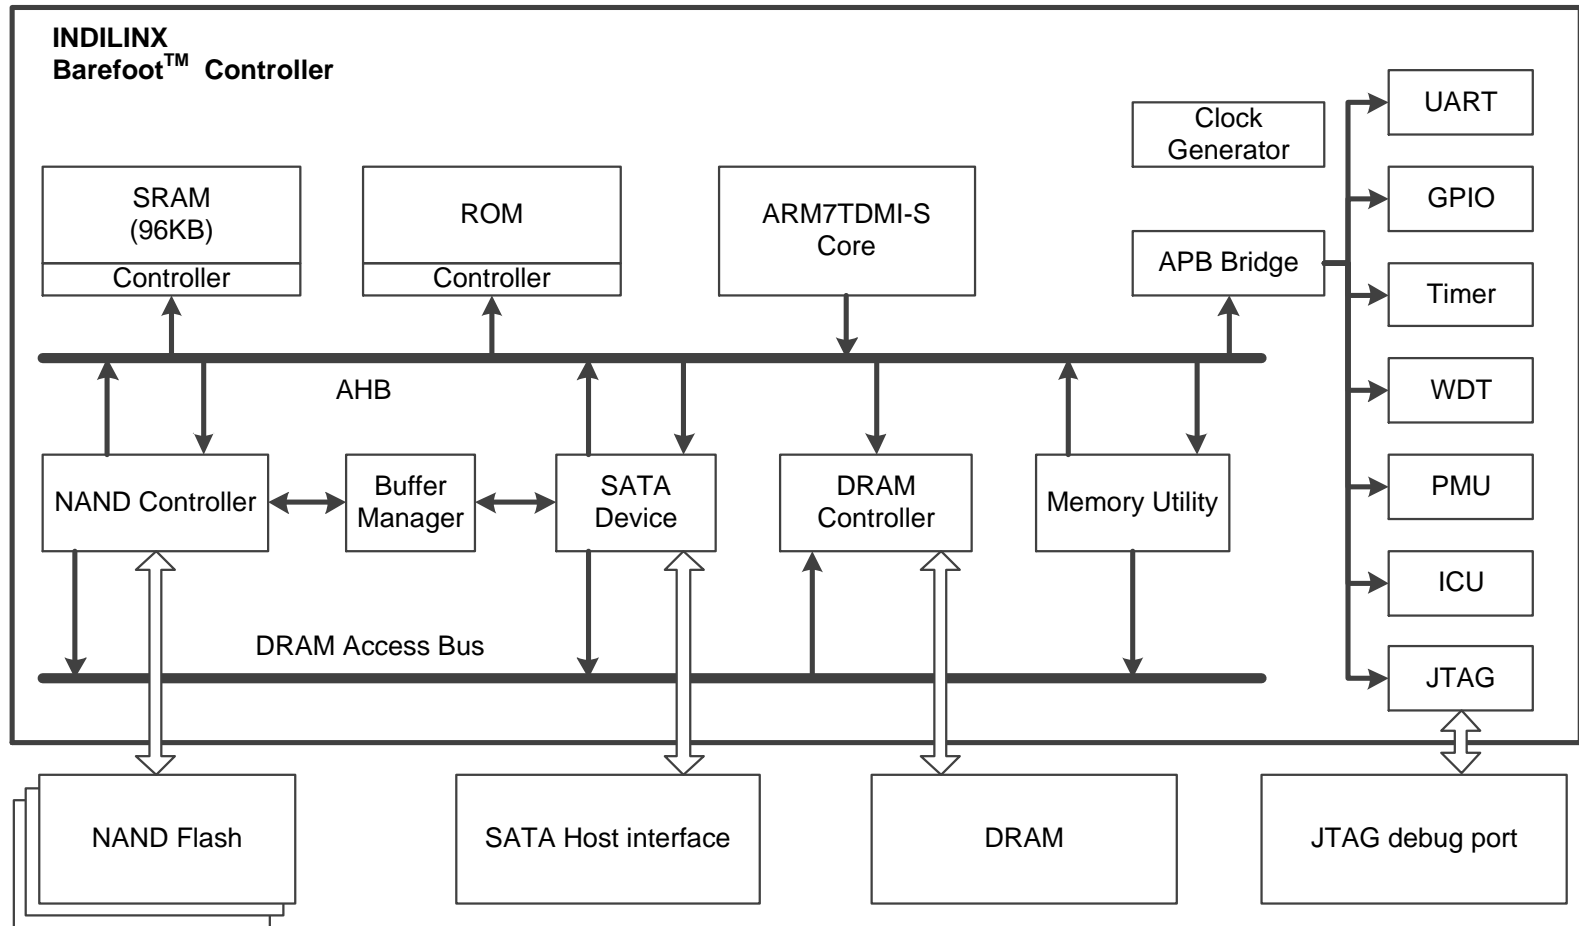 INDILINX
Barefoot™ Controller
UART
Clock
Generator
SRAM
(96KB)
Controller
ROM
Controller
ARM7TDMI-S
Core
GPIO
APB Bridge
Timer
AHB
WDT
NAND Controller
Buffer
Manager
SATA
Device
DRAM
Controller
Memory Utility
PMU
ICU
DRAM Access Bus
JTAG
NAND Flash
SATA Host interface
DRAM
JTAG debug port